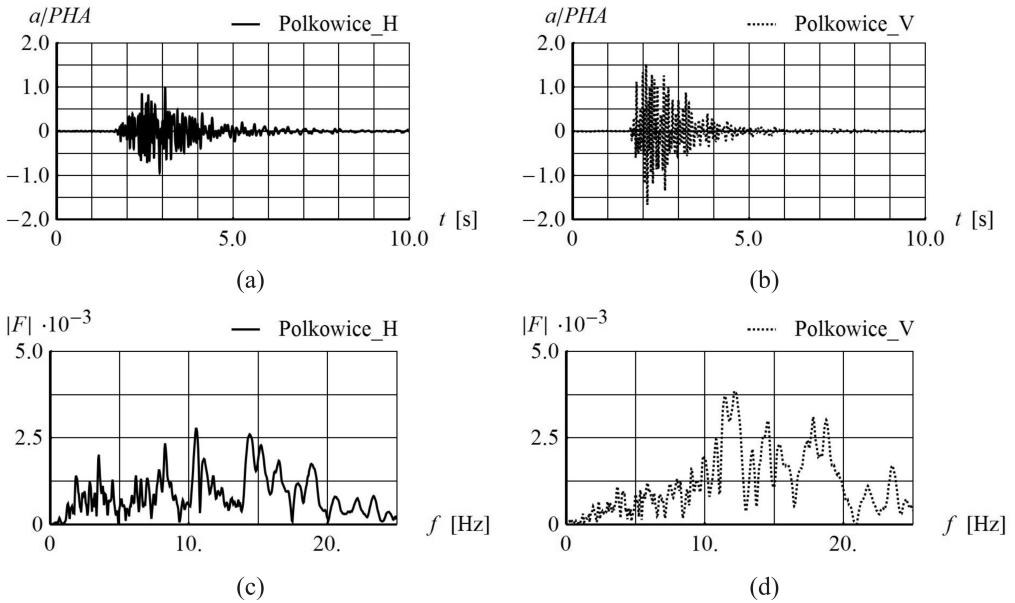 a/PHA
Polkowice_H
2.0
1.0
0
−1.0
−2.0
0
5.0
10.0
t [s]
(a)
a/PHA
Polkowice_V
2.0
1.0
0
−1.0
−2.0
0
5.0
10.0
t [s]
(b)
|F| ·10⁻³
Polkowice_H
5.0
2.5
0
0
10.
20.
f [Hz]
(c)
|F| ·10⁻³
Polkowice_V
5.0
2.5
0
0
10.
20.
f [Hz]
(d)